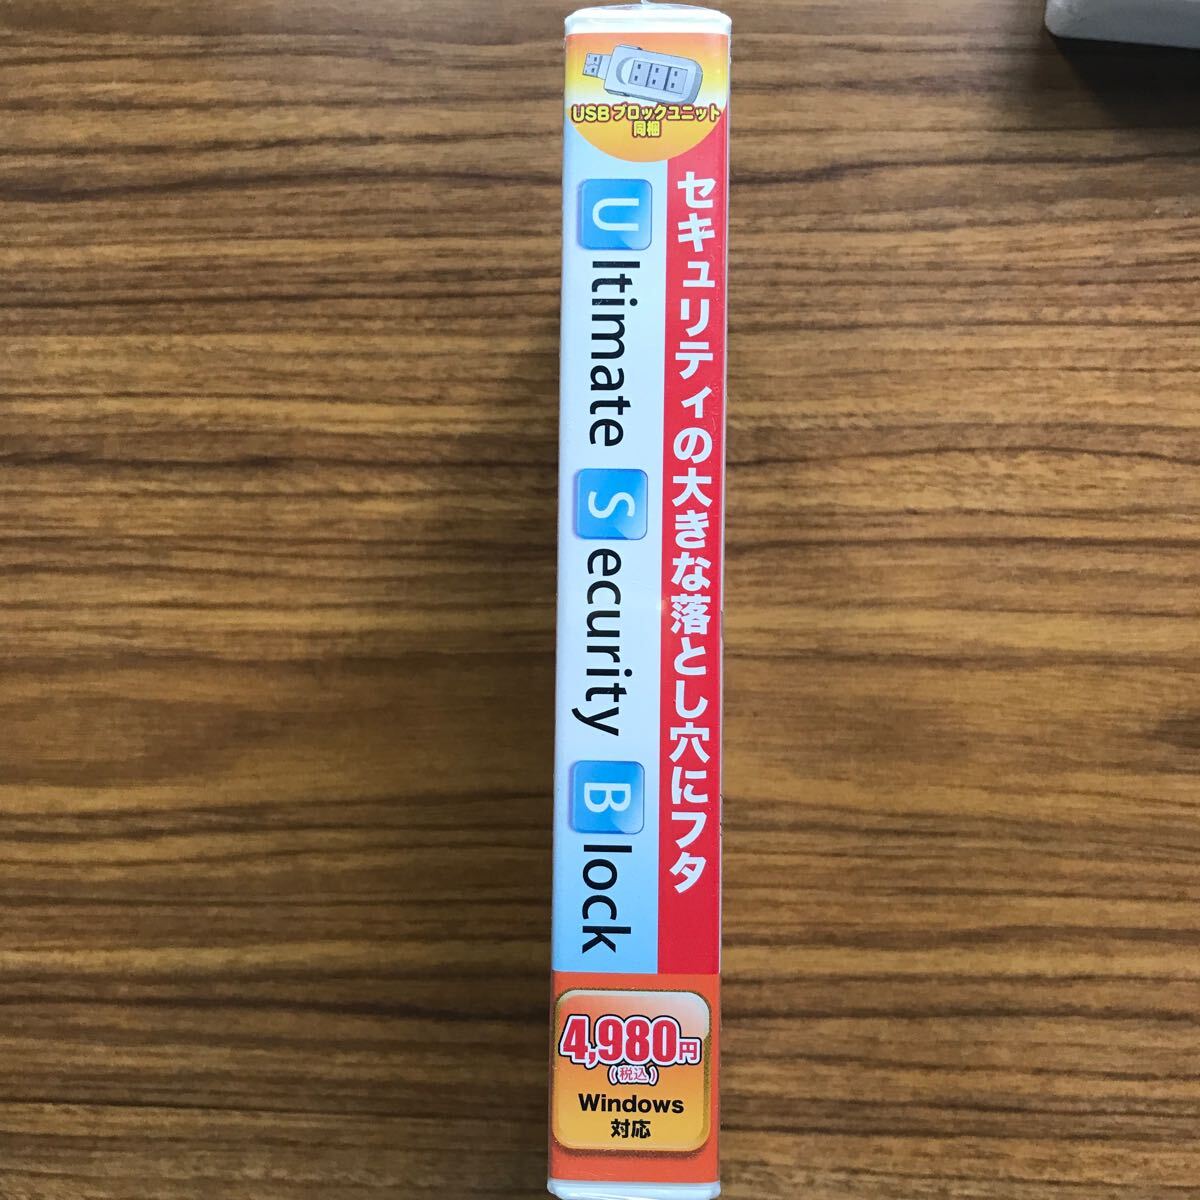 USBブロックユニット
同梱
セキュリティの大きな落とし穴にフタ
Ultimate Security Block
4,980円
(税込)
Windows
対応